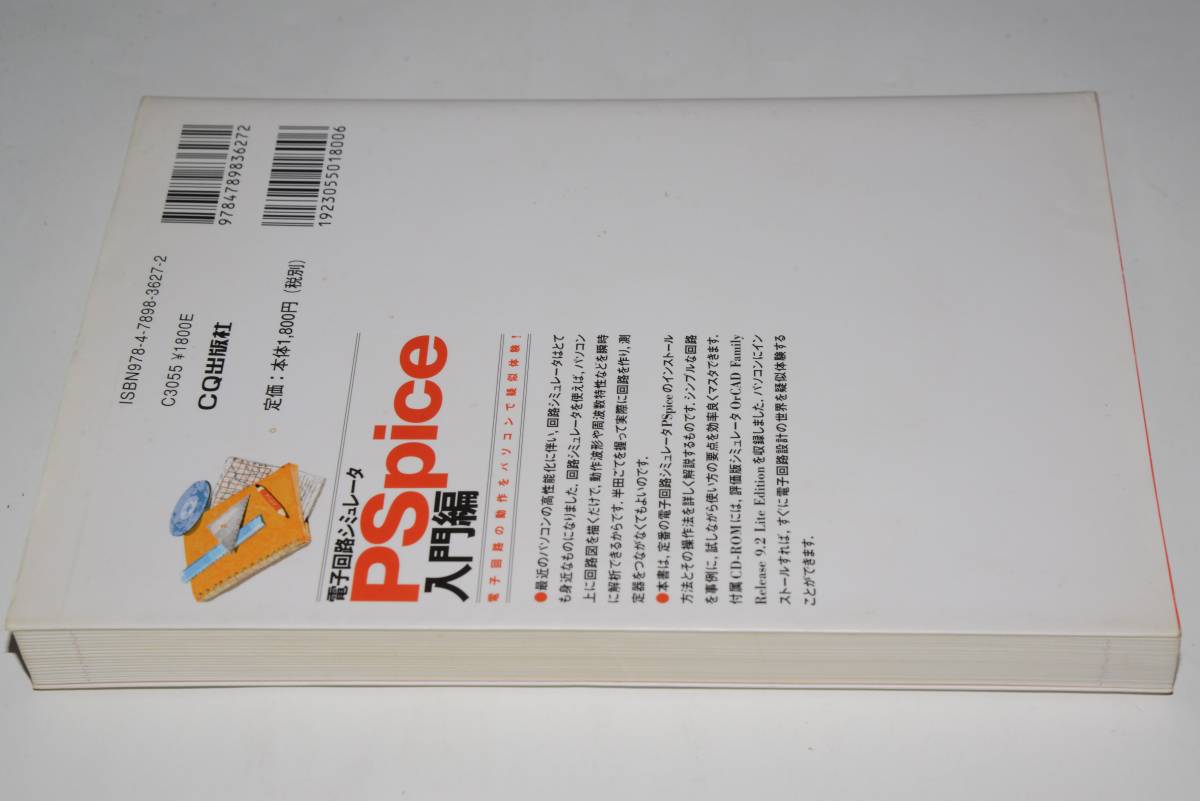 9784789836272
1923055018006
ISBN978-4-7898-3627-2
C3055 ¥1800E
CQ出版社
定価：本体1,800円（税別）
電子回路シミュレータ
PSpice
入門編
電子回路の動作をパソコンで疑似体験！
●最近のパソコンの高性能化に伴い，回路シミュレータはとて
も身近なものになりました．回路シミュレータを使えば，パソコン
上に回路図を描くだけで，動作波形や周波数特性などを瞬時
に解析できるからです．半田ごてを握って実際に回路を作り，測
定器をつながなくてもよいのです．
●本書は，定番の電子回路シミュレータPSpiceのインストール
方法とその操作法を詳しく解説するものです．シンプルな回路
を事例に，試しながら使い方の要点を効率良くマスタできます．
付属CD-ROMには，評価版シミュレータOrCAD Family
Release 9.2 Lite Editionを収録しました．パソコンにイン
ストールすれば，すぐに電子回路設計の世界を疑似体験する
ことができます．